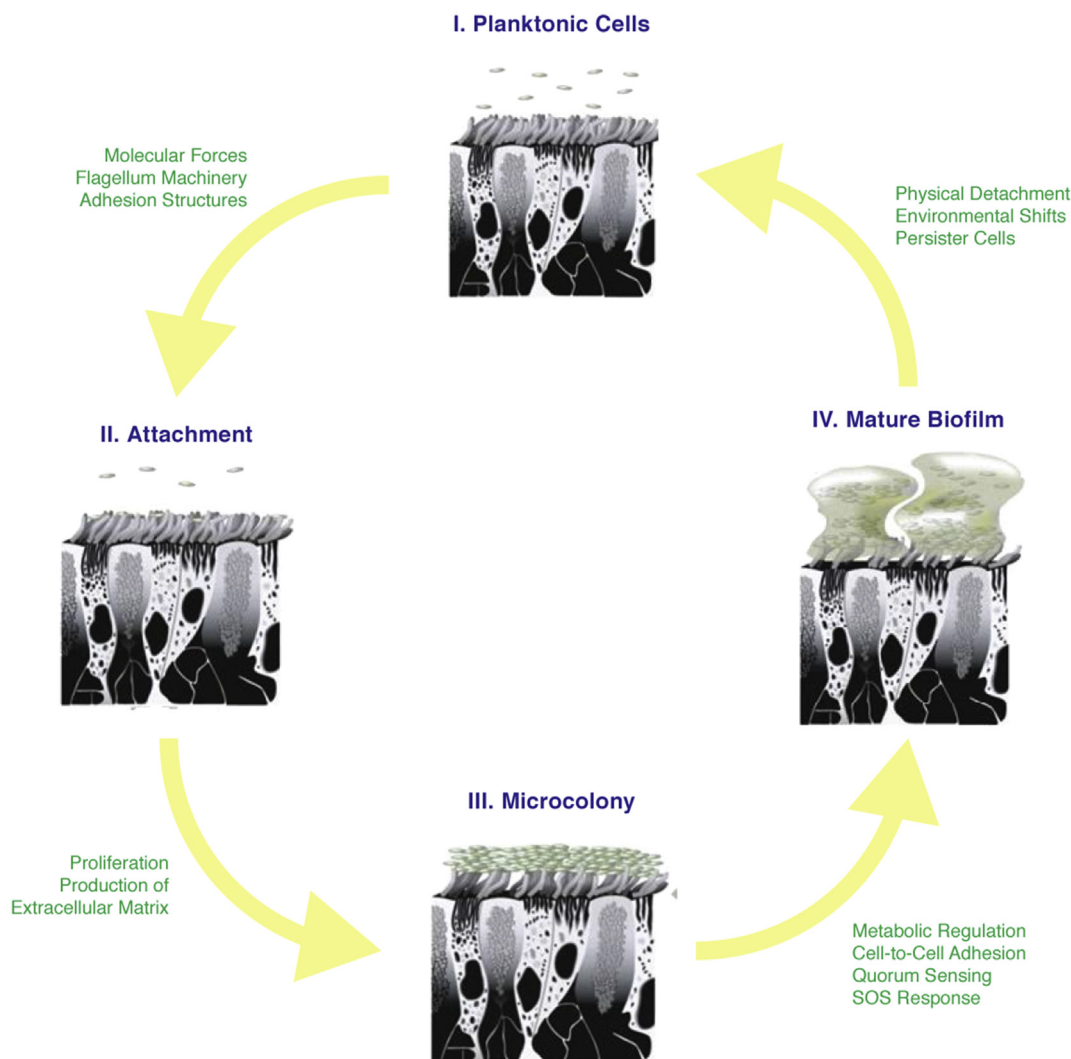 I. Planktonic Cells
Molecular Forces
Flagellum Machinery
Adhesion Structures
Physical Detachment
Environmental Shifts
Persister Cells
II. Attachment
IV. Mature Biofilm
III. Microcolony
Proliferation
Production of
Extracellular Matrix
Metabolic Regulation
Cell-to-Cell Adhesion
Quorum Sensing
SOS Response